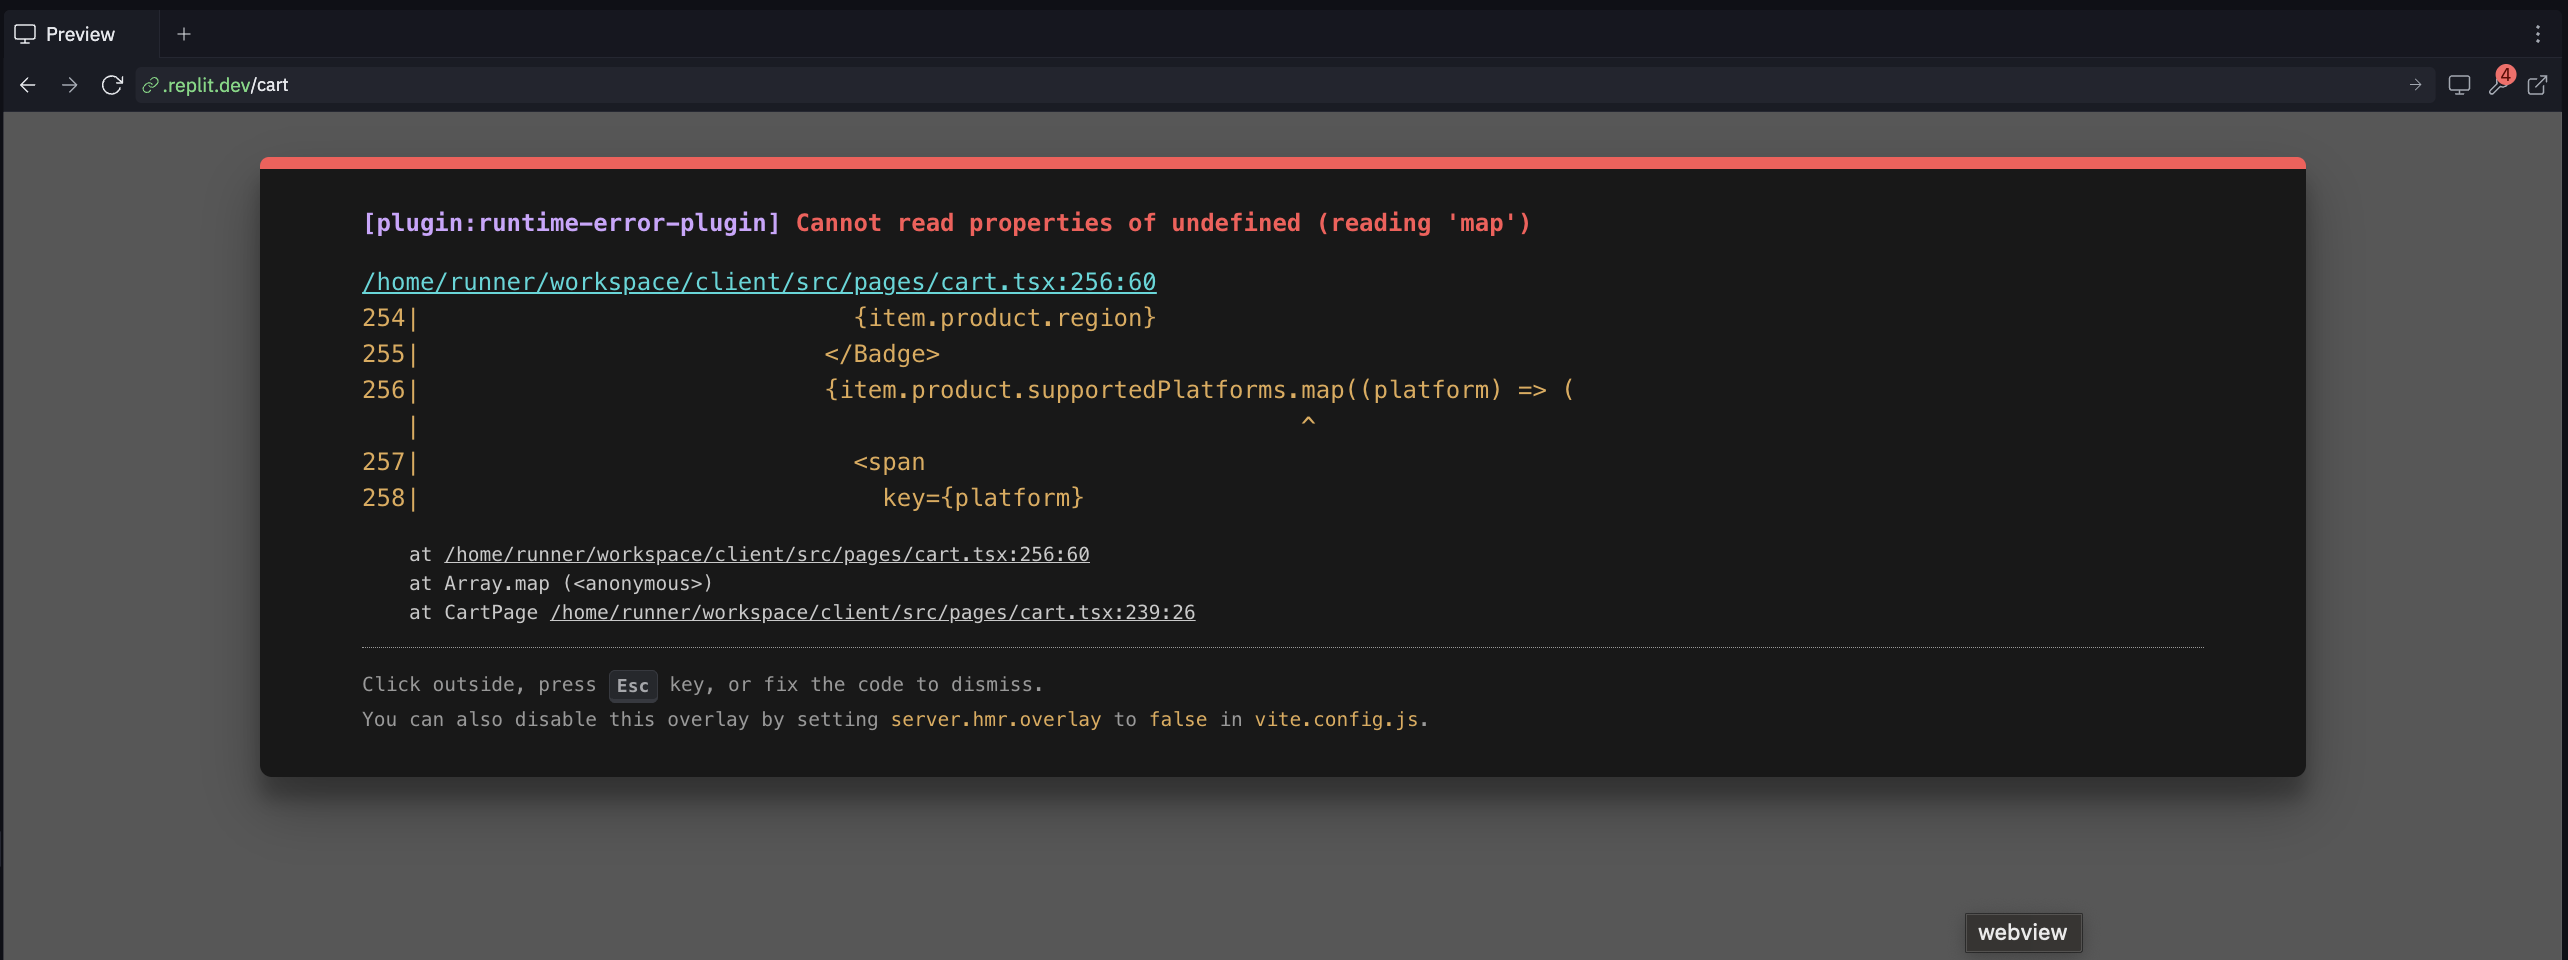 Preview
.replit.dev/cart
4
[plugin:runtime-error-plugin] Cannot read properties of undefined (reading 'map')
/home/runner/workspace/client/src/pages/cart.tsx:256:60
254|                              {item.product.region}
255|                            </Badge>
256|                            {item.product.supportedPlatforms.map((platform) => (
   |                                                             ^
257|                              <span
258|                                key={platform}
at /home/runner/workspace/client/src/pages/cart.tsx:256:60
at Array.map (<anonymous>)
at CartPage /home/runner/workspace/client/src/pages/cart.tsx:239:26
Click outside, press Esc key, or fix the code to dismiss.
You can also disable this overlay by setting server.hmr.overlay to false in vite.config.js.
webview